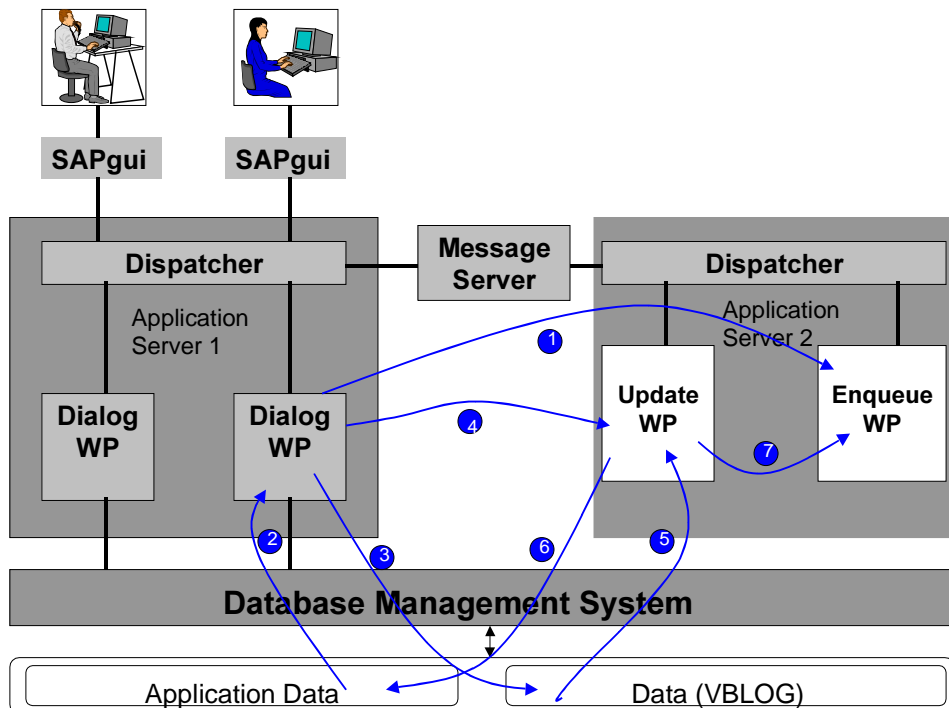 SAPgui
SAPgui
Dispatcher
Message
Server
Dispatcher
Application
Server 1
Application
Server 2
1
Dialog
WP
Dialog
WP
4
Update
WP
Enqueue
WP
7
2
3
6
5
Database Management System
Application Data
Data (VBLOG)